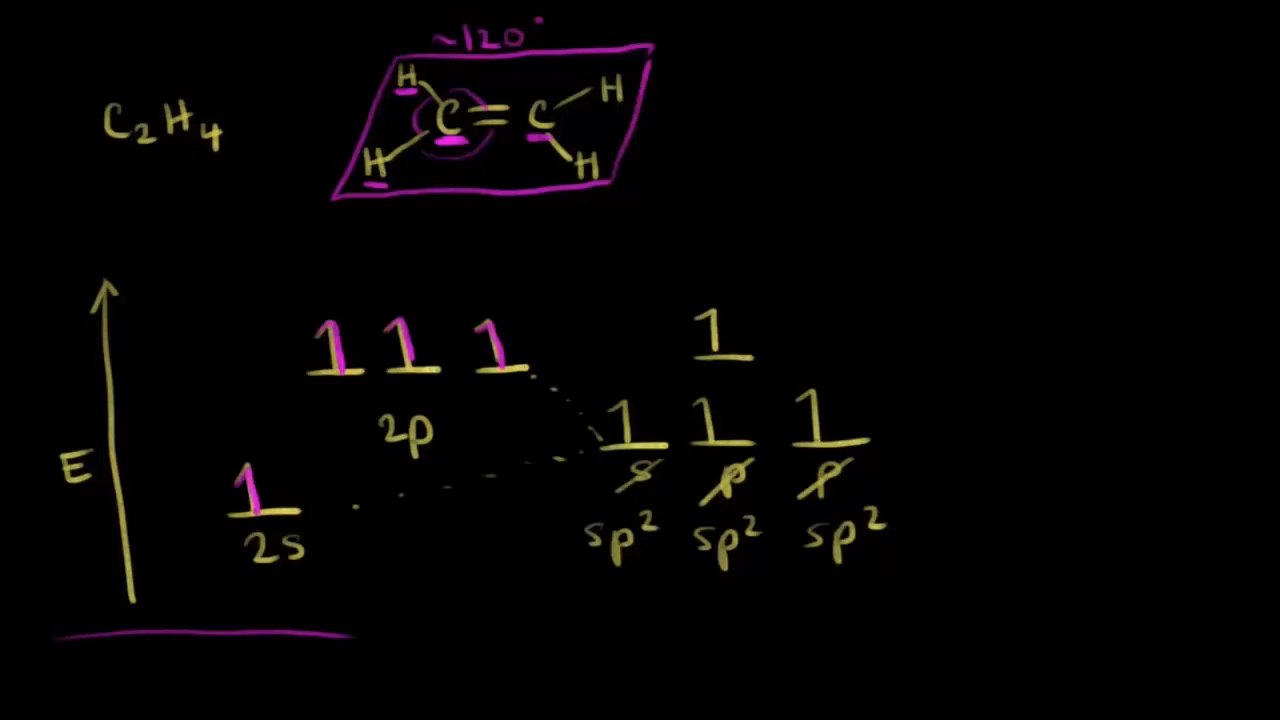 ~120°
C₂H₄
H C = C H
H H
1 1 1 1
2p 1 1 1
E 1 s p p
2s sp² sp² sp²